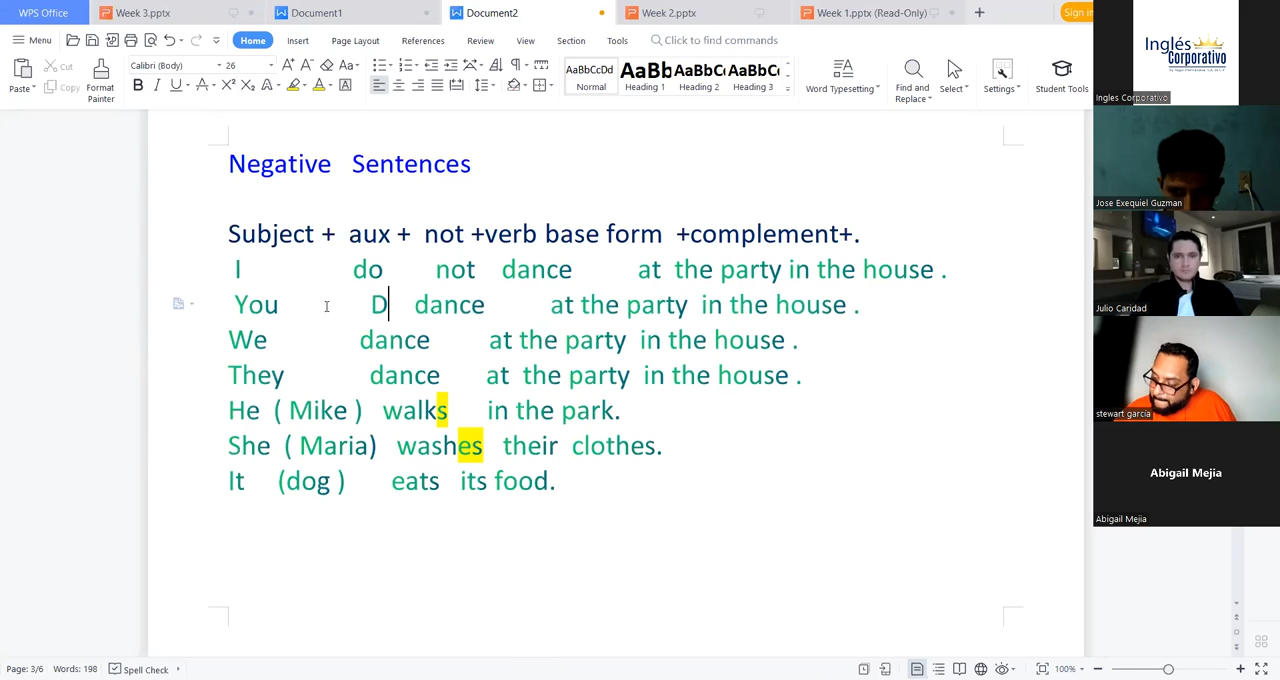 WPS Office Week 3.pptx Document1 Document2 Week 2.pptx Week 1.pptx (Read-Only) + Sign in
Menu Home Insert Page Layout References Review View Section Tools Click to find commands
Calibri (Body) 26
Paste Cut Copy Format Painter
B I U A X² X₂ A A A
AaBbCcDd Normal
AaBb Heading 1
AaBbCc Heading 2
AaBbCc Heading 3
Word Typesetting
Find and Replace
Select
Settings
Student Tools
Negative Sentences
Subject + aux + not +verb base form +complement+.
I do not dance at the party in the house .
You D dance at the party in the house .
We dance at the party in the house .
They dance at the party in the house .
He ( Mike ) walks in the park.
She ( Maria) washes their clothes.
It (dog ) eats its food.
Page: 3/6 Words: 198 Spell Check 100%
Inglés Corporativo
Ingles Corporativo
Jose Exequiel Guzman
Julio Caridad
stewart garcía
Abigail Mejia
Abigail Mejia